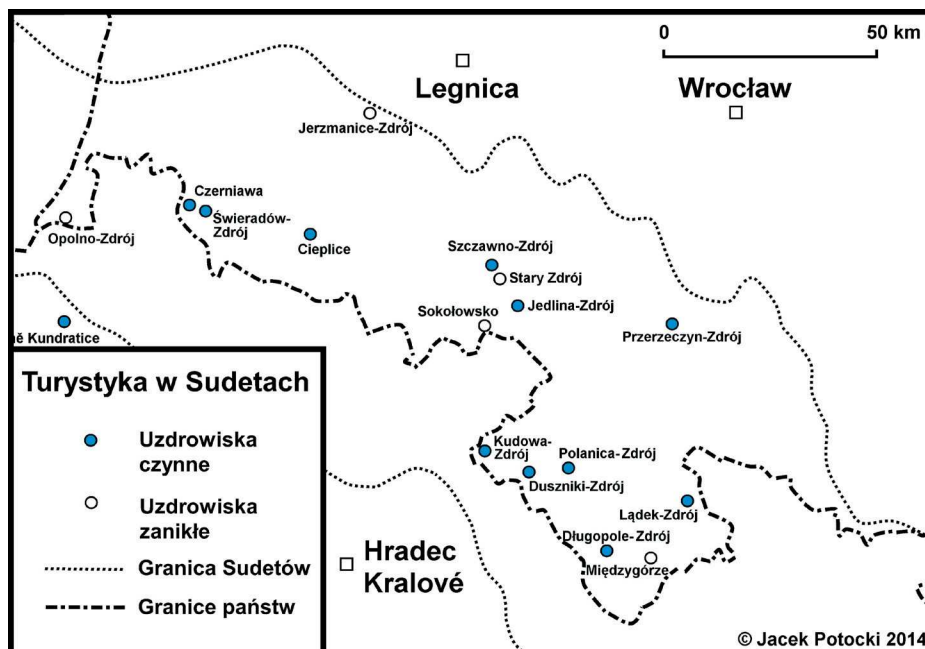 0 50 km
Legnica
Wrocław
Jerzmanice-Zdrój
Czerniawa
Świeradów-
Zdrój
Opolno-Zdrój
Cieplice
Szczawno-Zdrój
Stary Zdrój
Sokołowsko
Jedlina-Zdrój
Przerzeczyn-Zdrój
ně Kundratice
Turystyka w Sudetach
Uzdrowiska
czynne
Uzdrowiska
zanikłe
Granica Sudetów
Granice państw
Kudowa-
Zdrój
Polanica-Zdrój
Duszniki-Zdrój
Lądek-Zdrój
Długopole-Zdrój
Międzygórze
Hradec
Kralové
© Jacek Potocki 2014